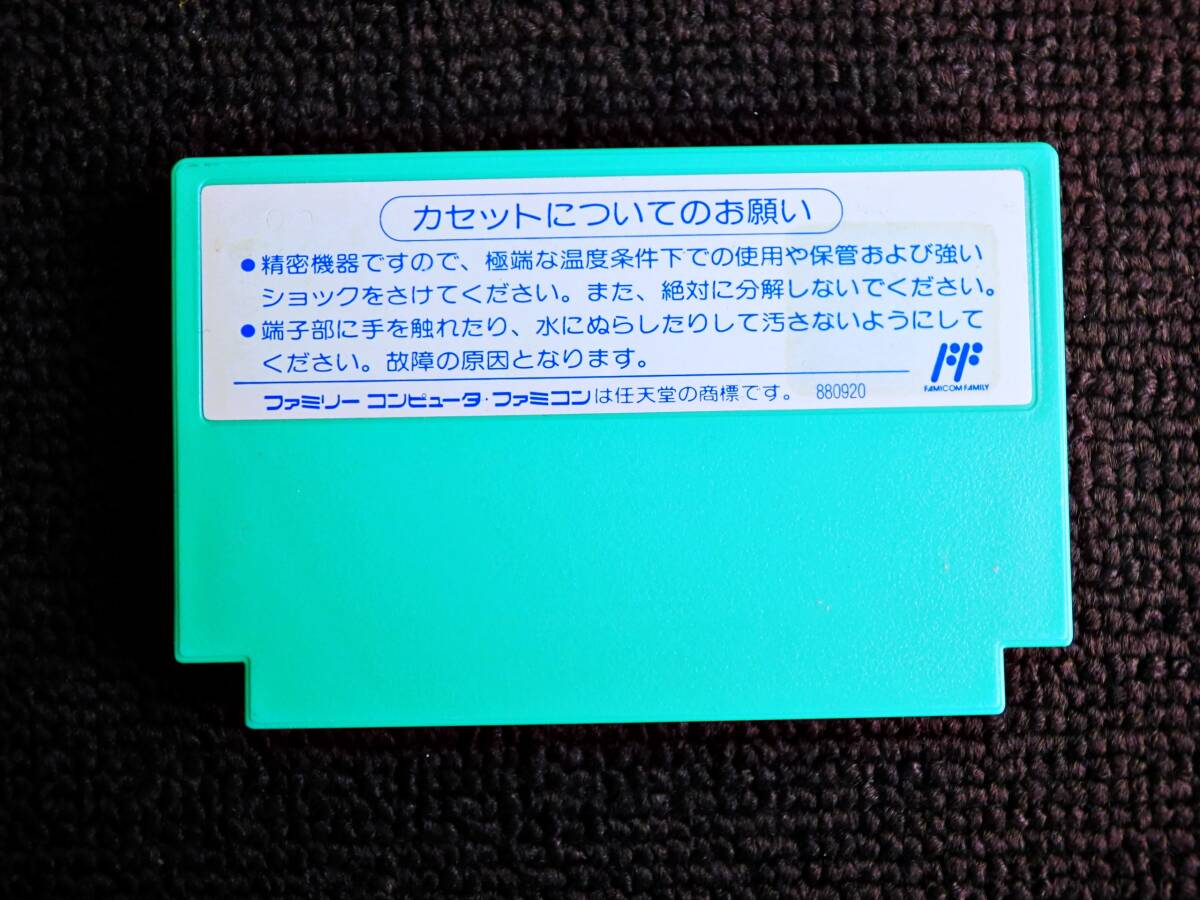 カセットについてのお願い
●精密機器ですので、極端な温度条件下での使用や保管および強い
ショックをさけてください。また、絶対に分解しないでください。
●端子部に手を触れたり、水にぬらしたりして汚さないようにして
ください。故障の原因となります。
FAMICOM FAMILY
ファミリー コンピュータ・ファミコンは任天堂の商標です。 880920